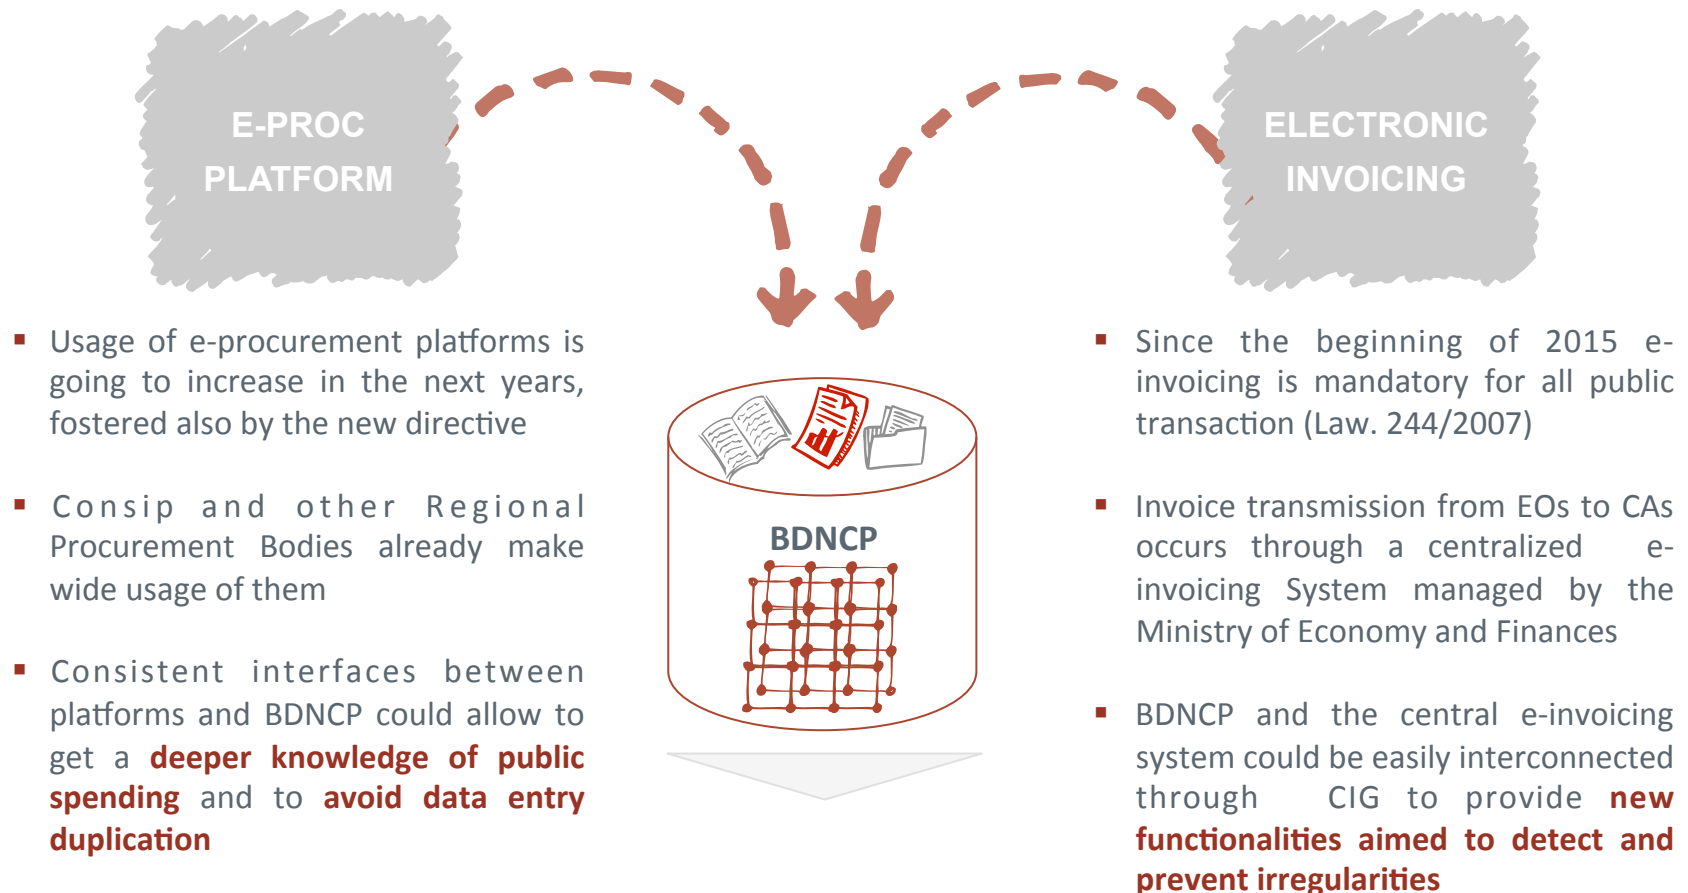 E-PROC
PLATFORM
▪ Usage of e-procurement platforms is
going to increase in the next years,
fostered also by the new directive
▪ Consip and other Regional
Procurement Bodies already make
wide usage of them
▪ Consistent interfaces between
platforms and BDNCP could allow to
get a deeper knowledge of public
spending and to avoid data entry
duplication
BDNCP
ELECTRONIC
INVOICING
▪ Since the beginning of 2015 e-
invoicing is mandatory for all public
transaction (Law. 244/2007)
▪ Invoice transmission from EOs to CAs
occurs through a centralized e-
invoicing System managed by the
Ministry of Economy and Finances
▪ BDNCP and the central e-invoicing
system could be easily interconnected
through CIG to provide new
functionalities aimed to detect and
prevent irregularities